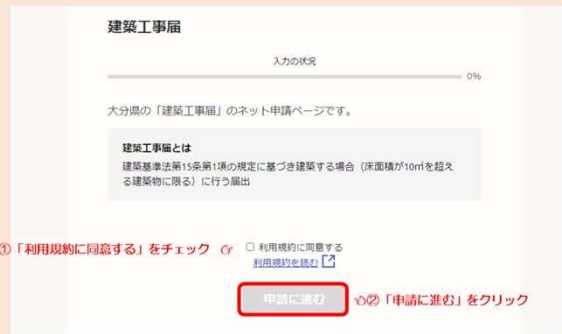 建築工事届
入力の状況
0%
大分県の「建築工事届」のネット申請ページです。
建築工事届とは
建築基準法第15条第1項の規定に基づき建築する場合（床面積が10㎡を超え
る建築物に限る）に行う届出
①「利用規約に同意する」をチェック ☞ 利用規約に同意する
利用規約を読む
申請に進む ☜②「申請に進む」をクリック